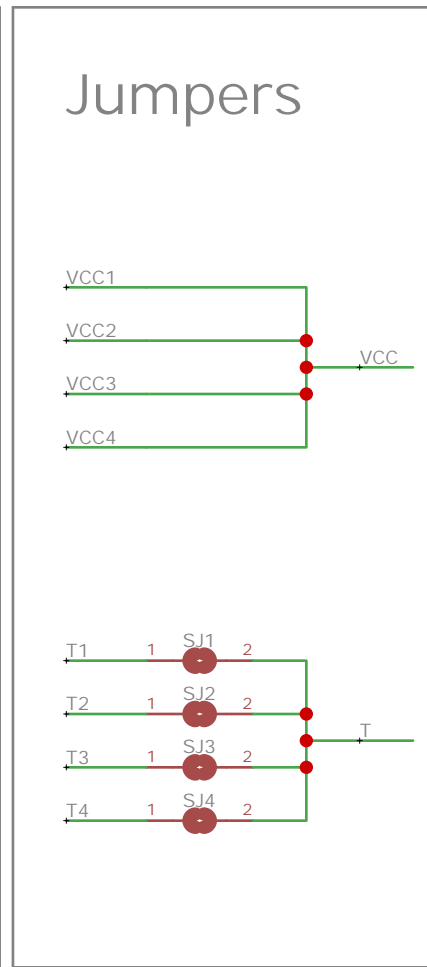 Jumpers
VCC1
VCC2
VCC
VCC3
VCC4
SJ1
T1 1 2
SJ2
T2 1 2
T
SJ3
T3 1 2
SJ4
T4 1 2